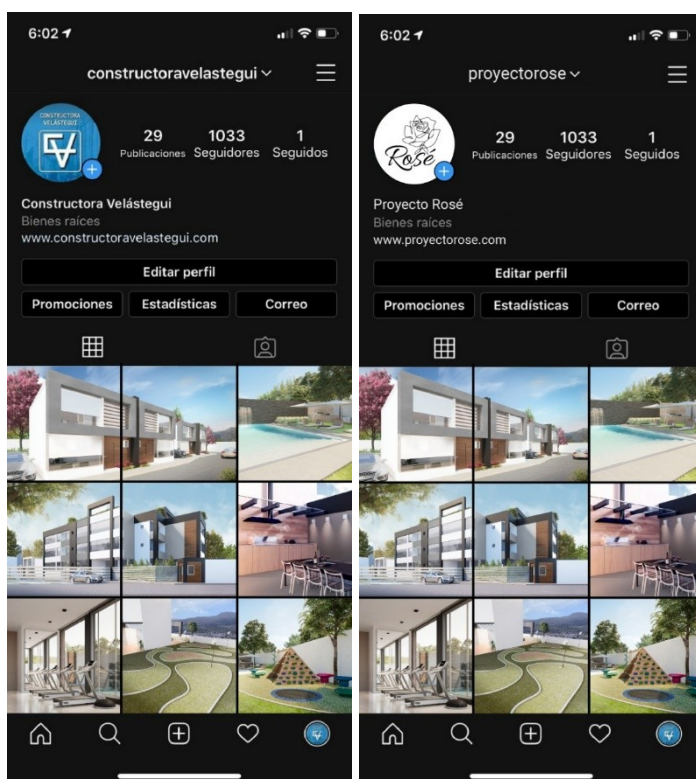 6:02
constructoravelastegui
CONSTRUCTORA
VELÁSTEGUI
29
1033
1
Publicaciones
Seguidores
Seguidos
Constructora Velástegui
Bienes raíces
www.constructoravelastegui.com
Editar perfil
Promociones
Estadísticas
Correo
6:02
proyectorose
Rosé
29
1033
1
Publicaciones
Seguidores
Seguidos
Proyecto Rosé
Bienes raíces
www.proyectorose.com
Editar perfil
Promociones
Estadísticas
Correo